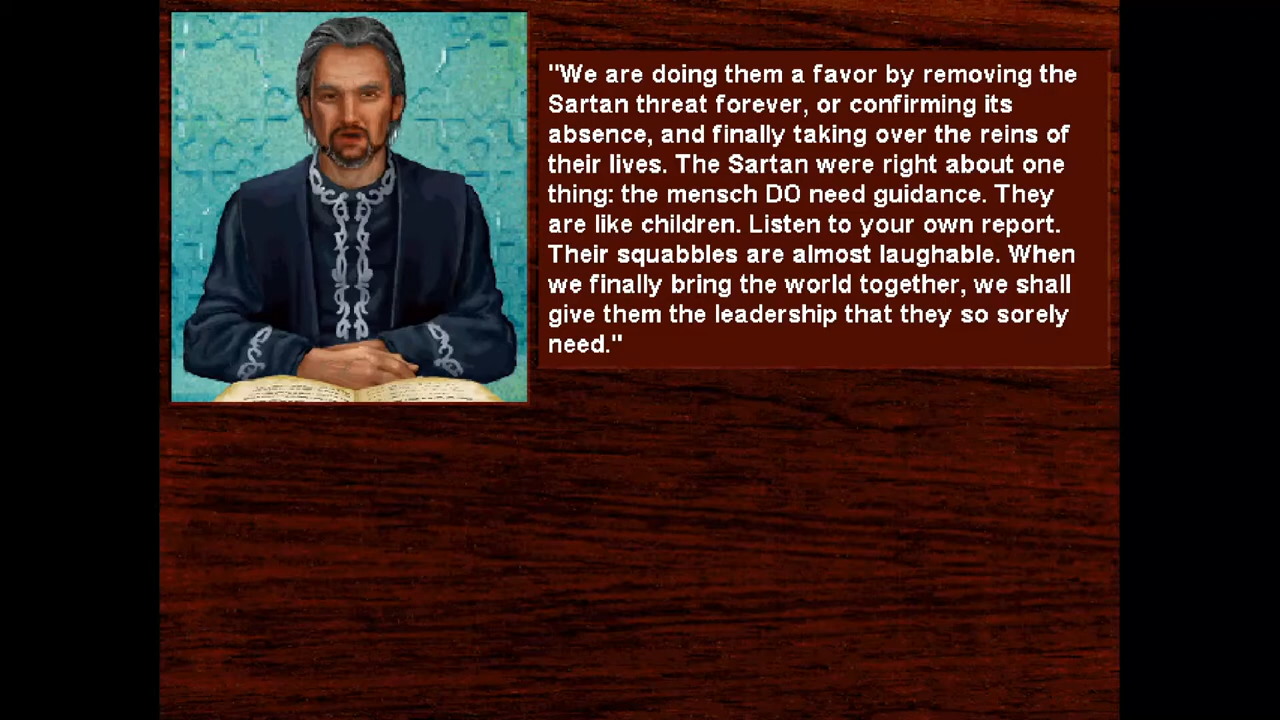 "We are doing them a favor by removing the
Sartan threat forever, or confirming its
absence, and finally taking over the reins of
their lives. The Sartan were right about one
thing: the mensch DO need guidance. They
are like children. Listen to your own report.
Their squabbles are almost laughable. When
we finally bring the world together, we shall
give them the leadership that they so sorely
need."